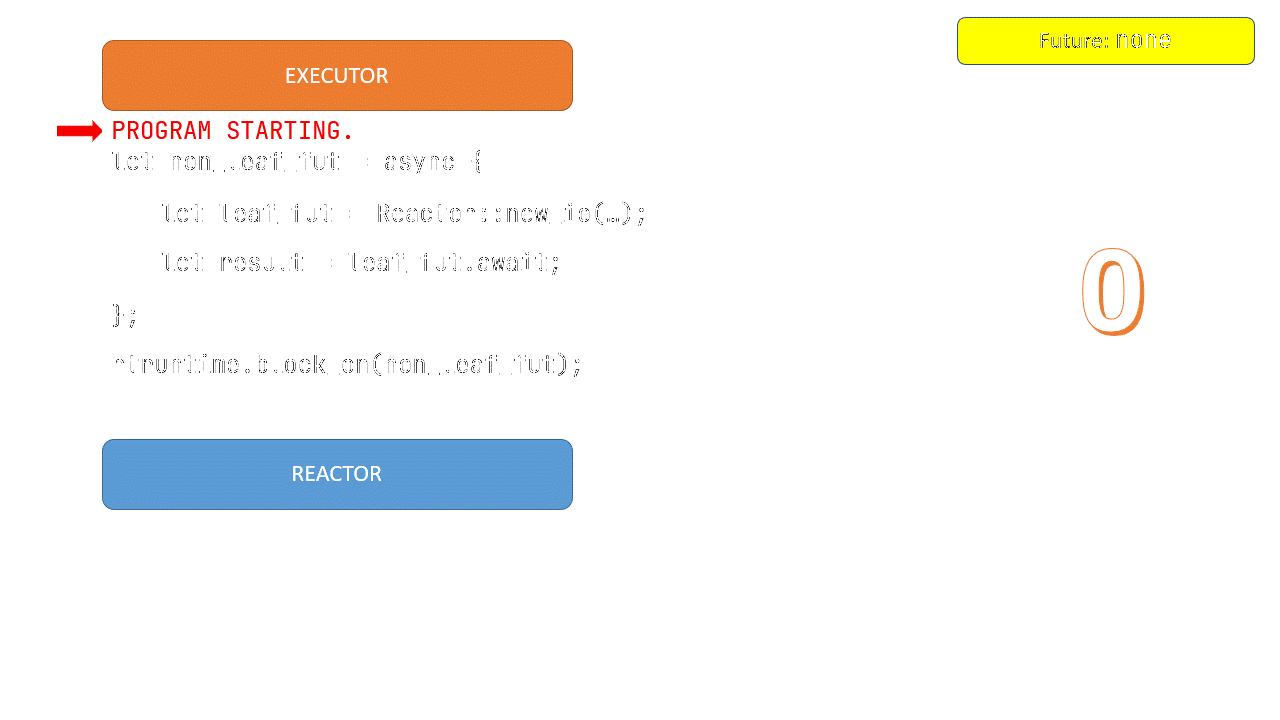 EXECUTOR
Future: none
PROGRAM STARTING.
let non_leaf_fut = async {
let leaf_fut = Reactor::new_io(…);
0
let result = leaf_fut.await;
};
runtime.block_on(non_leaf_fut);
REACTOR